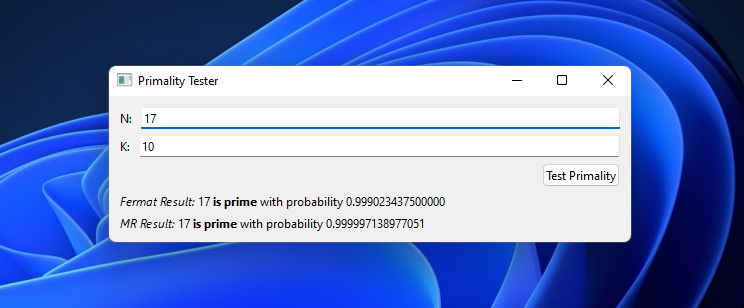 Primality Tester
N: 17
K: 10
Test Primality
Fermat Result: 17 is prime with probability 0.999023437500000
MR Result: 17 is prime with probability 0.999997138977051